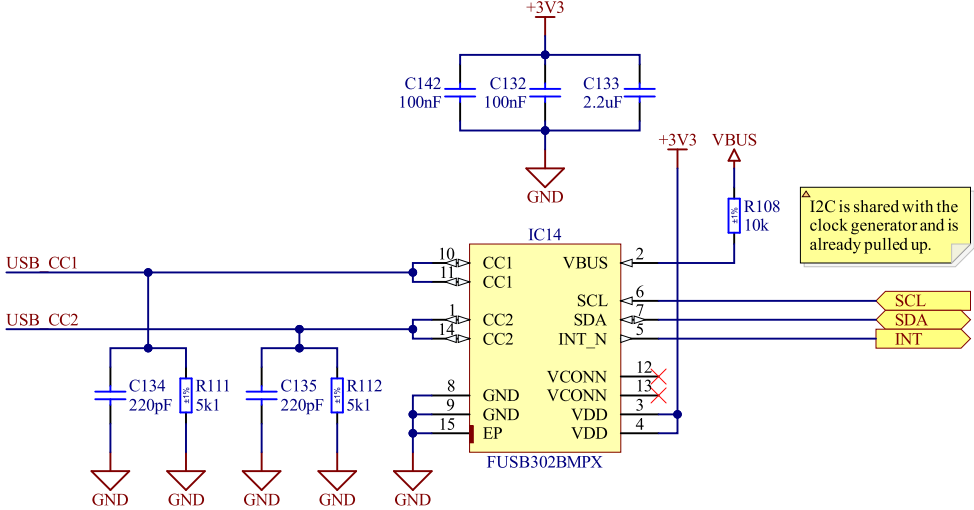 +3V3
C142
100nF
C132
100nF
C133
2.2uF
GND
+3V3
VBUS
±1%
R108
10k
I2C is shared with the
clock generator and is
already pulled up.
IC14
USB_CC1
USB_CC2
10 CC1
11 CC1
1 CC2
14 CC2
8 GND
9 GND
15 EP
VBUS 2
SCL 6
SDA 7
INT_N 5
VCONN 12
VCONN 13
VDD 3
VDD 4
FUSB302BMPX
SCL
SDA
INT
C134
220pF
±1%
R111
5k1
C135
220pF
±1%
R112
5k1
GND
GND
GND
GND
GND